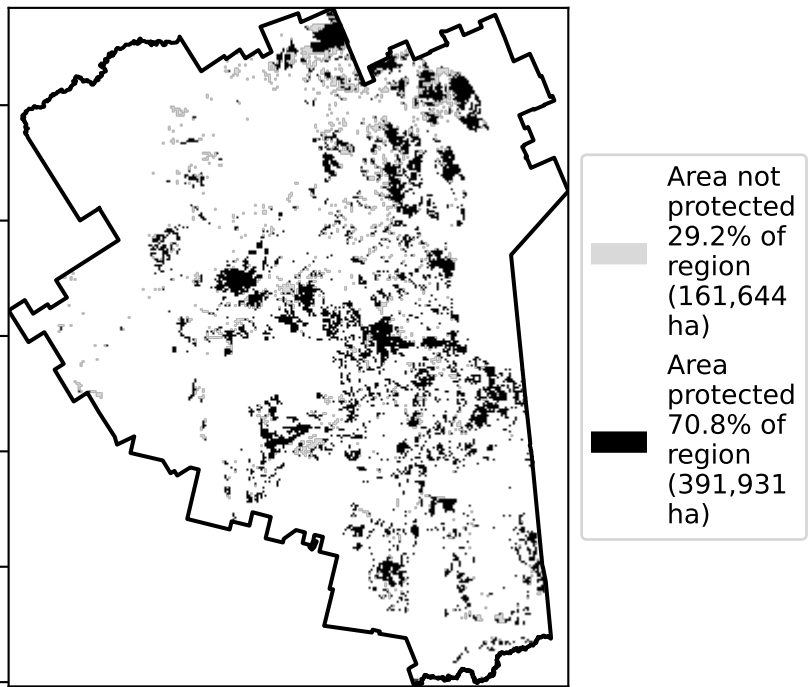 Area not
protected
29.2% of
region
(161,644
ha)
Area
protected
70.8% of
region
(391,931
ha)